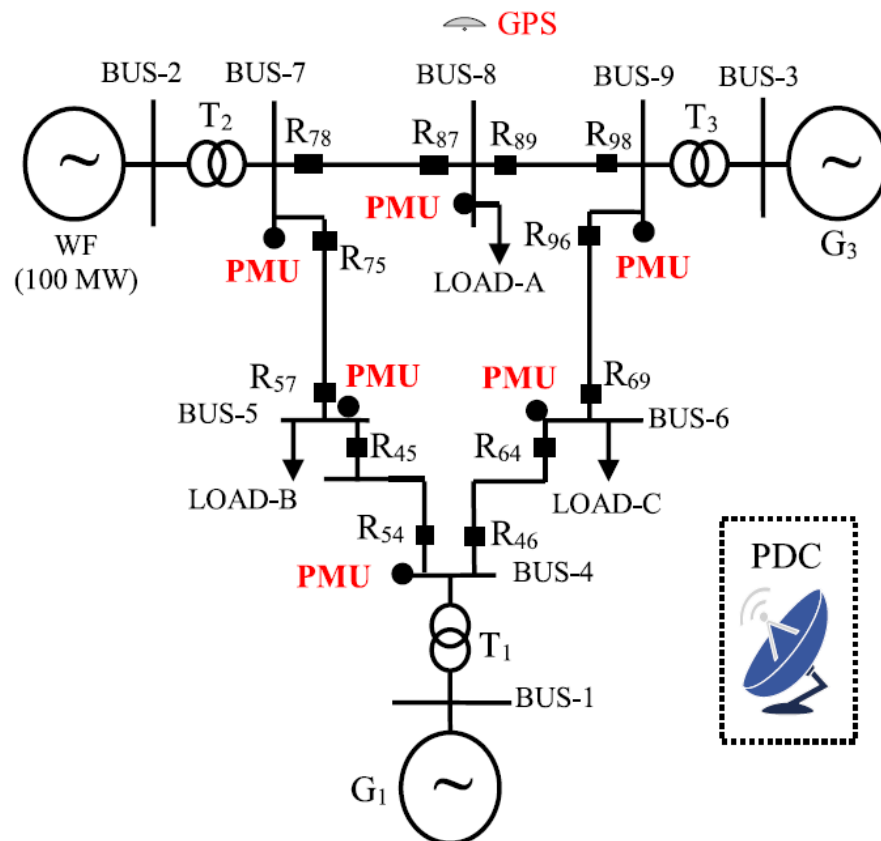 GPS
BUS-2
BUS-7
BUS-8
BUS-9
BUS-3
T₂
R₇₈
R₈₇
R₈₉
R₉₈
T₃
~
~
WF
(100 MW)
PMU
R₇₅
PMU
LOAD-A
R₉₆
PMU
G₃
R₅₇
PMU
PMU
R₆₉
BUS-5
BUS-6
R₄₅
R₆₄
LOAD-B
LOAD-C
R₅₄
R₄₆
PMU
BUS-4
PDC
T₁
BUS-1
G₁
~